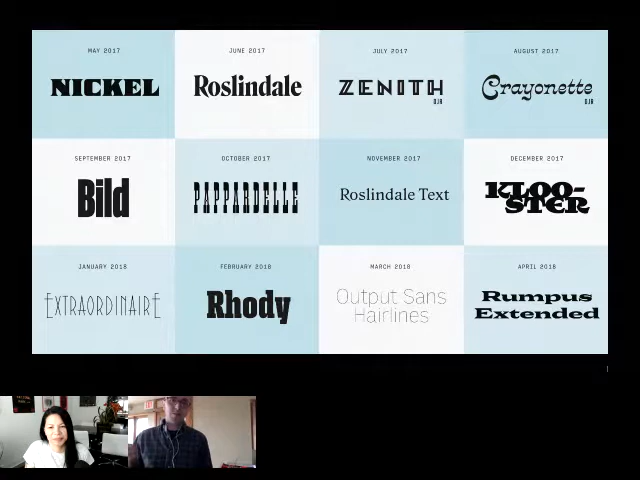 MAY 2017
NICKEL
JUNE 2017
Roslindale
JULY 2017
ZENITH
DJR
AUGUST 2017
Crayonette
DJR
SEPTEMBER 2017
Bild
OCTOBER 2017
PAPPARDELLE
NOVEMBER 2017
Roslindale Text
DECEMBER 2017
KLOO-
STER
JANUARY 2018
EXTRAORDINAIRE
FEBRUARY 2018
Rhody
MARCH 2018
Output Sans
Hairlines
APRIL 2018
Rumpus
Extended